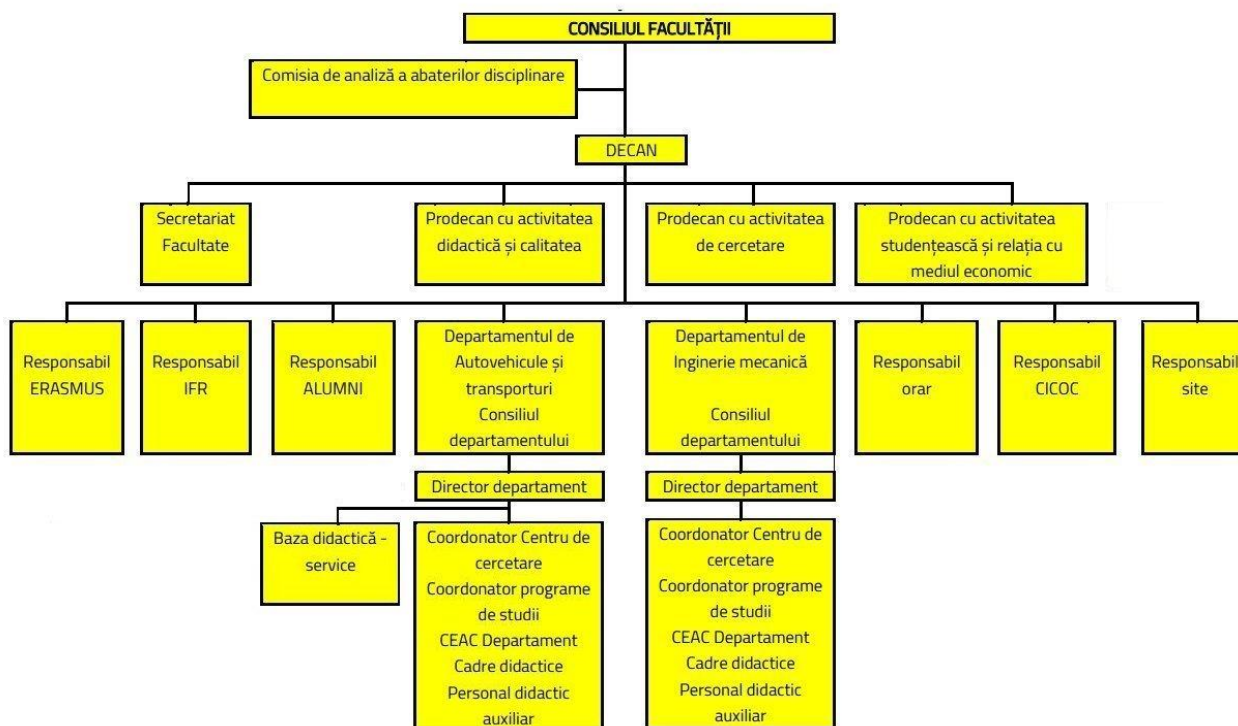 CONSILIUL FACULTĂȚII
Comisia de analiză a abaterilor disciplinare
DECAN
Secretariat
Facultate
Prodecan cu activitatea
didactică și calitatea
Prodecan cu activitatea
de cercetare
Prodecan cu activitatea
studențească și relația cu
mediul economic
Responsabil
ERASMUS
Responsabil
IFR
Responsabil
ALUMNI
Departamentul de
Autovehicule și
transporturi
Consiliul
departamentului
Departamentul de
Inginerie mecanică
Consiliul
departamentului
Responsabil
orar
Responsabil
CICOC
Responsabil
site
Director departament
Director departament
Baza didactică -
service
Coordonator Centru de
cercetare
Coordonator programe
de studii
CEAC Departament
Cadre didactice
Personal didactic
auxiliar
Coordonator Centru de
cercetare
Coordonator programe
de studii
CEAC Departament
Cadre didactice
Personal didactic
auxiliar